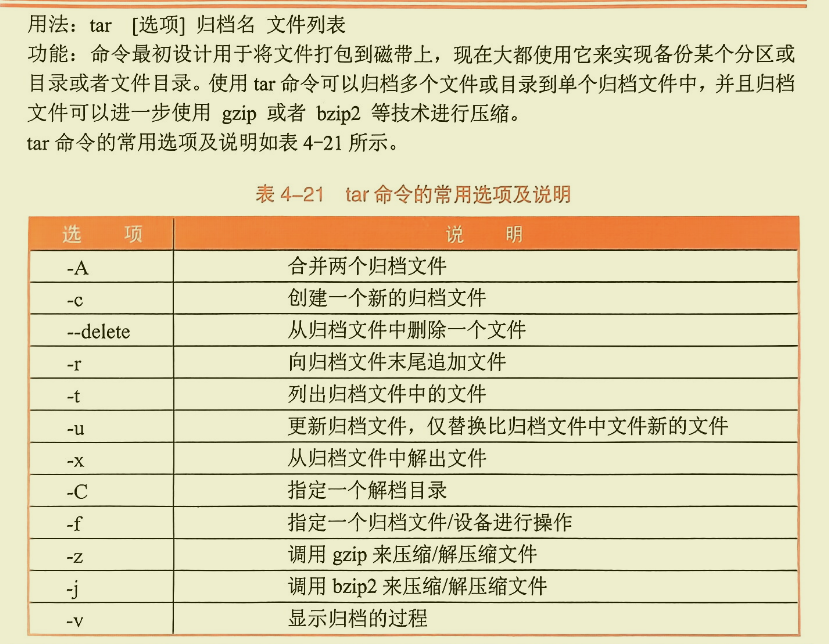 用法：tar [选项] 归档名 文件列表
功能：命令最初设计用于将文件打包到磁带上，现在大都使用它来实现备份某个分区或
目录或者文件目录。使用 tar 命令可以归档多个文件或目录到单个归档文件中，并且归档
文件可以进一步使用 gzip 或者 bzip2 等技术进行压缩。
tar 命令的常用选项及说明如表 4-21 所示。
表 4-21 tar 命令的常用选项及说明
选 项 说 明
-A 合并两个归档文件
-c 创建一个新的归档文件
--delete 从归档文件中删除一个文件
-r 向归档文件末尾追加文件
-t 列出归档文件中的文件
-u 更新归档文件，仅替换比归档文件中文件新的文件
-x 从归档文件中解出文件
-C 指定一个解档目录
-f 指定一个归档文件/设备进行操作
-z 调用 gzip 来压缩/解压缩文件
-j 调用 bzip2 来压缩/解压缩文件
-v 显示归档的过程